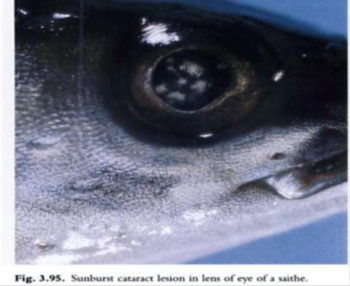 Fig. 3.95. Sunburst cataract lesion in lens of eye of a saithe.